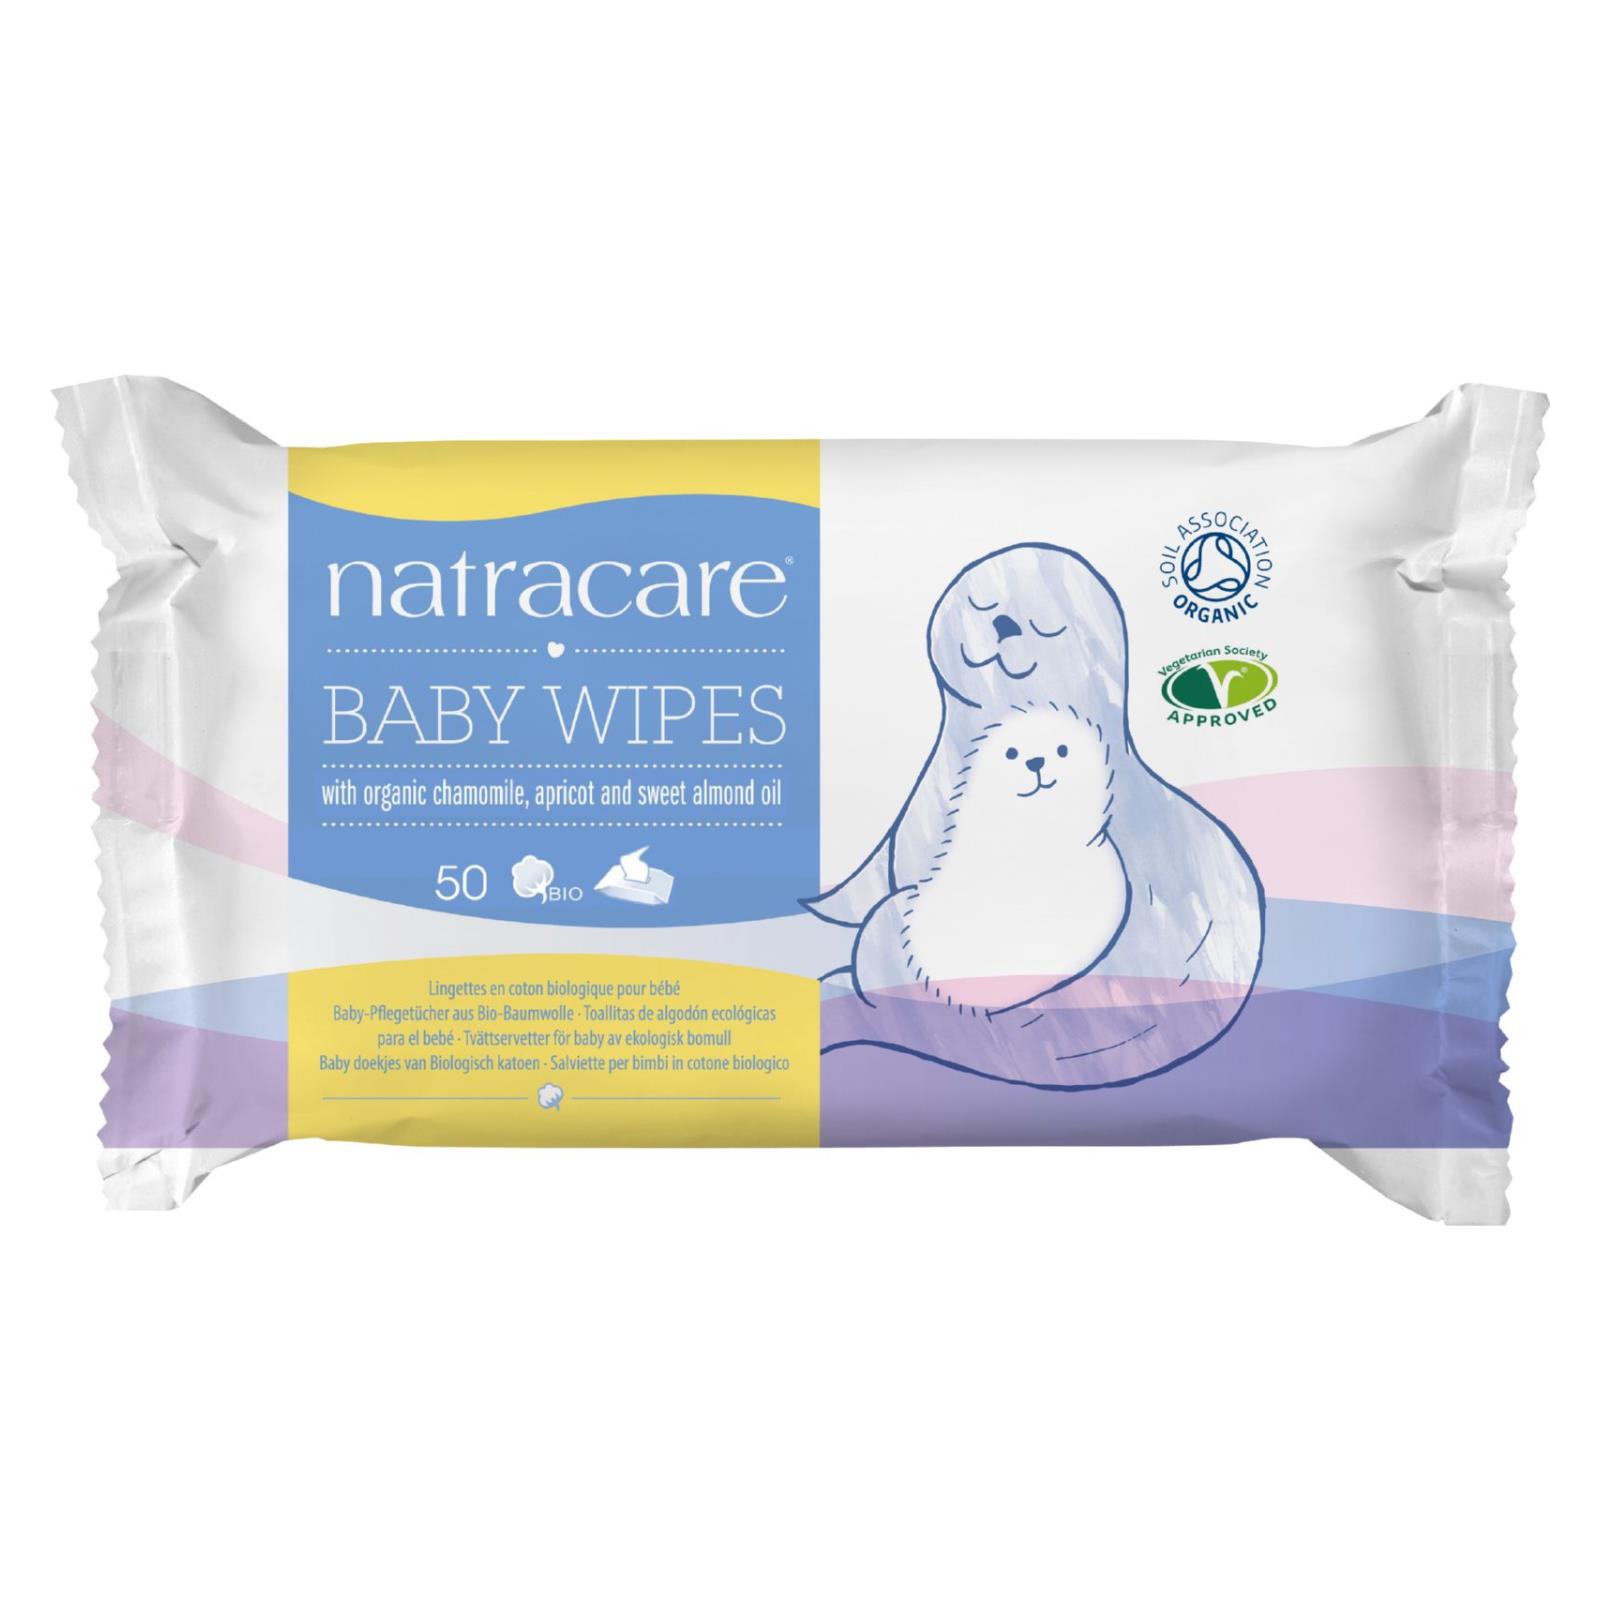 natracare®
BABY WIPES
with organic chamomile, apricot and sweet almond oil
50 BIO
Lingettes en coton biologique pour bébé
Baby-Pflegetücher aus Bio-Baumwolle · Toallitas de algodón ecológicas
para el bebé · Tvättservetter för baby av ekologisk bomull
Baby doekjes van Biologisch katoen · Salviette per bimbi in cotone biologico
SOIL ASSOCIATION
ORGANIC
Vegetarian Society
V®
APPROVED